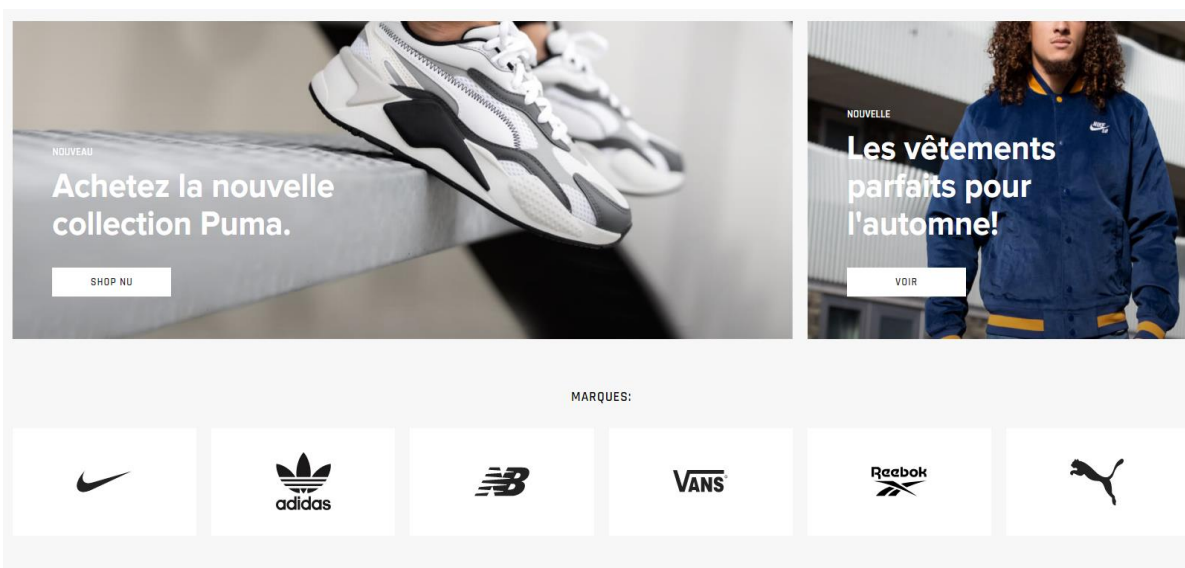 NOUVEAU
Achetez la nouvelle
collection Puma.
SHOP NU
NOUVELLE
Les vêtements
parfaits pour
l'automne!
VOIR
MARQUES:
adidas
NB
VANS
Reebok